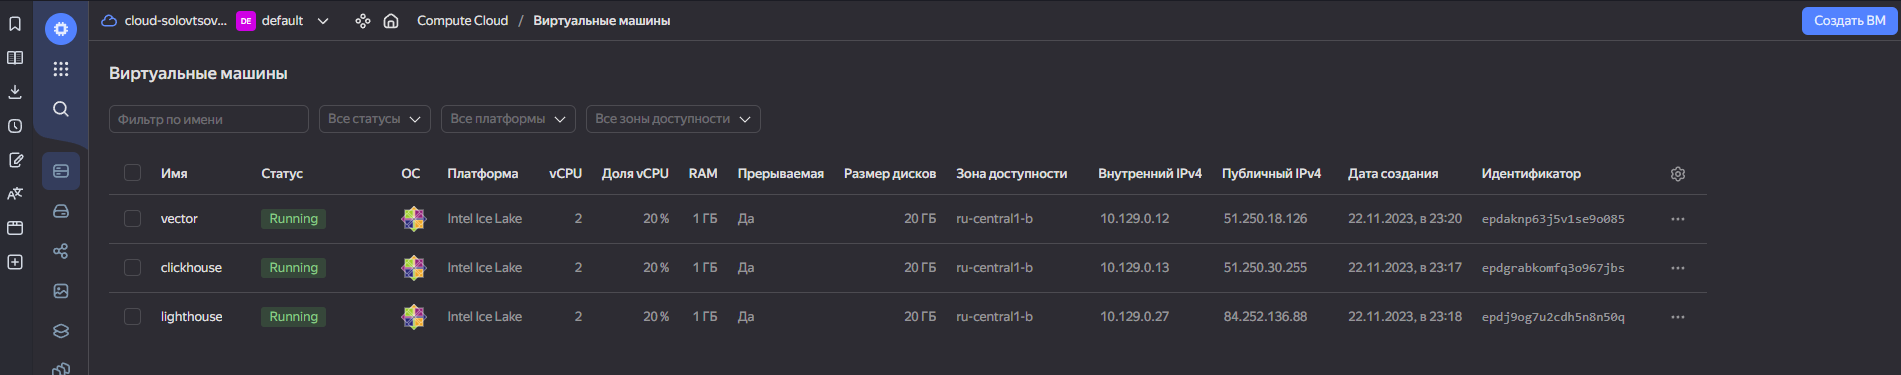 cloud-solovtsov... DE default Compute Cloud / Виртуальные машины Создать ВМ
Виртуальные машины
Фильтр по имени Все статусы Все платформы Все зоны доступности
Имя Статус ОС Платформа vCPU Доля vCPU RAM Прерываемая Размер дисков Зона доступности Внутренний IPv4 Публичный IPv4 Дата создания Идентификатор
vector Running Intel Ice Lake 2 20 % 1 ГБ Да 20 ГБ ru-central1-b 10.129.0.12 51.250.18.126 22.11.2023, в 23:20 epdaknp63j5v1se9o085
clickhouse Running Intel Ice Lake 2 20 % 1 ГБ Да 20 ГБ ru-central1-b 10.129.0.13 51.250.30.255 22.11.2023, в 23:17 epdgrabkomfq3o967jbs
lighthouse Running Intel Ice Lake 2 20 % 1 ГБ Да 20 ГБ ru-central1-b 10.129.0.27 84.252.136.88 22.11.2023, в 23:18 epdj9og7u2cdh5n8n50q